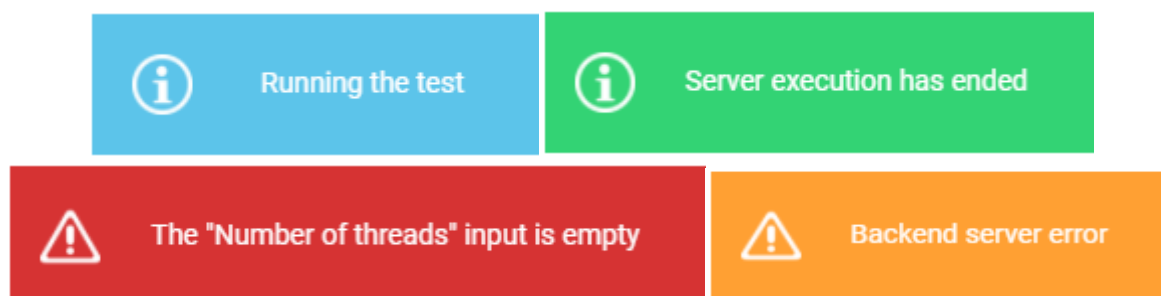 Running the test
Server execution has ended
The "Number of threads" input is empty
Backend server error